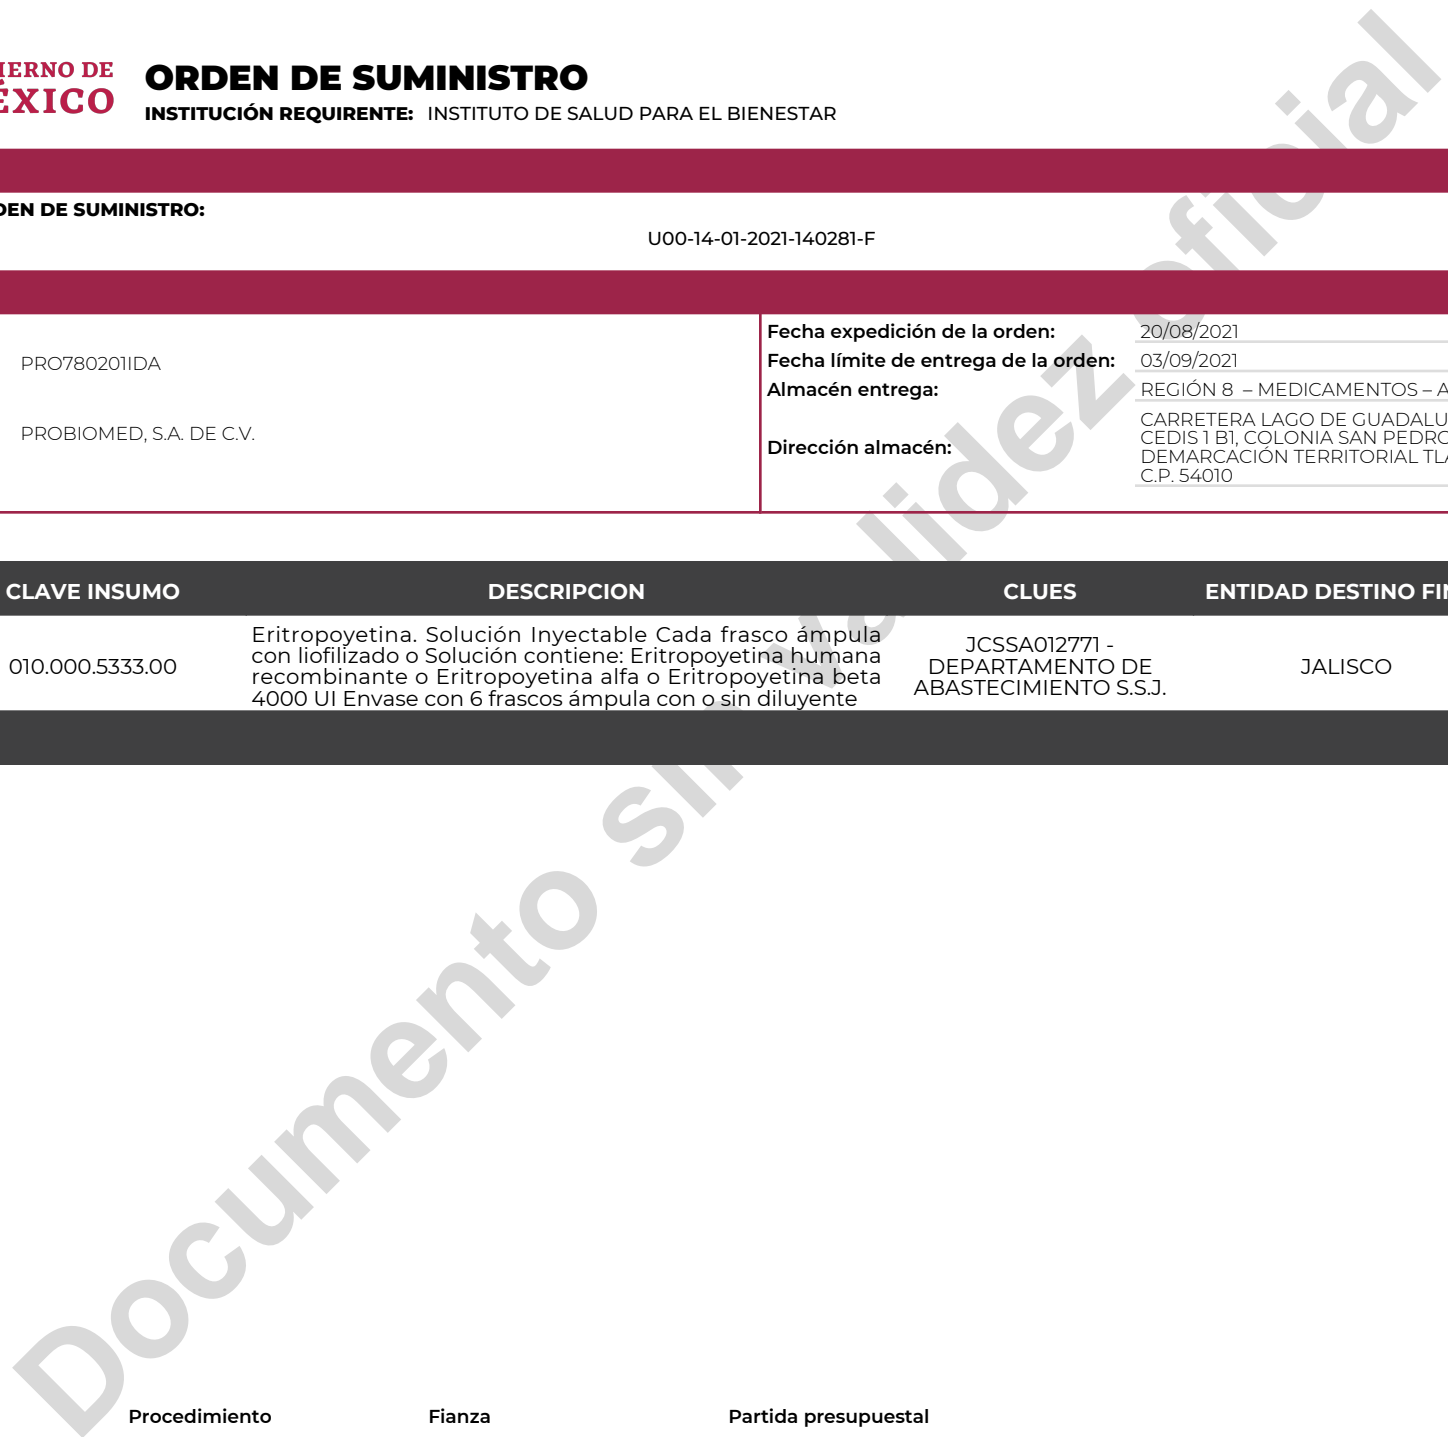 IERNO DE
ÉXICO
ORDEN DE SUMINISTRO
INSTITUCIÓN REQUIRENTE: INSTITUTO DE SALUD PARA EL BIENESTAR
DEN DE SUMINISTRO:
U00-14-01-2021-140281-F
PRO780201IDA
PROBIOMED, S.A. DE C.V.
Fecha expedición de la orden: 20/08/2021
Fecha límite de entrega de la orden: 03/09/2021
Almacén entrega: REGIÓN 8 – MEDICAMENTOS – A
Dirección almacén:
CARRETERA LAGO DE GUADALU
CEDIS 1 B1, COLONIA SAN PEDRO
DEMARCACIÓN TERRITORIAL TLA
C.P. 54010
CLAVE INSUMO DESCRIPCION CLUES ENTIDAD DESTINO FIN
010.000.5333.00
Eritropoyetina. Solución Inyectable Cada frasco ámpula
con liofilizado o Solución contiene: Eritropoyetina humana
recombinante o Eritropoyetina alfa o Eritropoyetina beta
4000 UI Envase con 6 frascos ámpula con o sin diluyente
JCSSA012771 -
DEPARTAMENTO DE
ABASTECIMIENTO S.S.J.
JALISCO
Documento sin validez oficial
Procedimiento Fianza Partida presupuestal